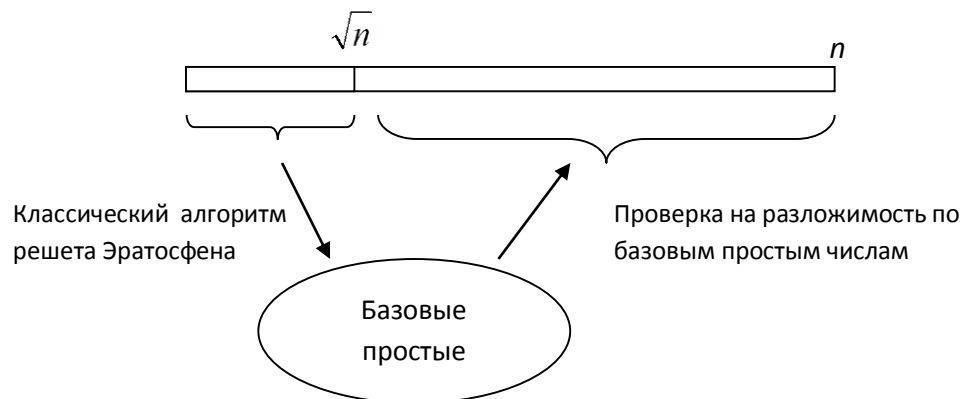 √n
n
Классический алгоритм
решета Эратосфена
Проверка на разложимость по
базовым простым числам
Базовые
простые